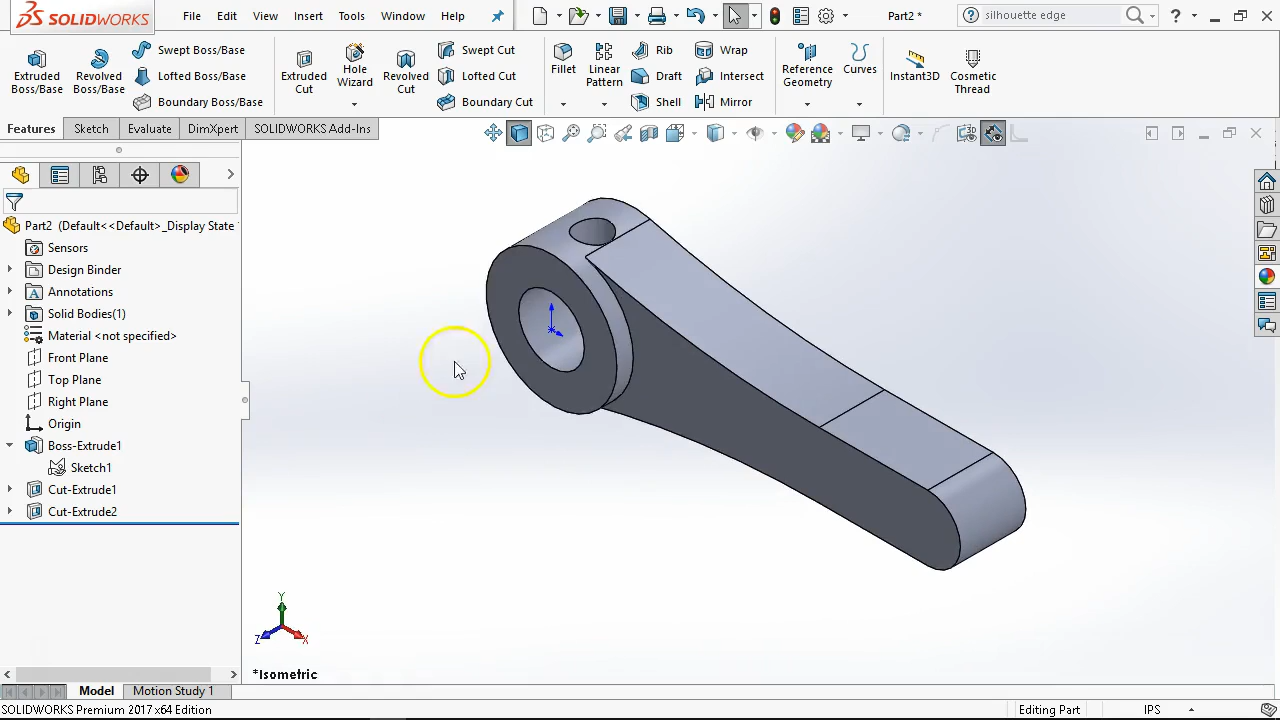 SOLIDWORKS
File Edit View Insert Tools Window Help
Part2 *
silhouette edge
Extruded Boss/Base
Revolved Boss/Base
Swept Boss/Base
Lofted Boss/Base
Boundary Boss/Base
Extruded Cut
Hole Wizard
Revolved Cut
Swept Cut
Lofted Cut
Boundary Cut
Fillet
Linear Pattern
Rib
Draft
Shell
Wrap
Intersect
Mirror
Reference Geometry
Curves
Instant3D
Cosmetic Thread
Features Sketch Evaluate DimXpert SOLIDWORKS Add-Ins
Part2 (Default<<Default>_Display State
Sensors
Design Binder
Annotations
Solid Bodies(1)
Material <not specified>
Front Plane
Top Plane
Right Plane
Origin
Boss-Extrude1
Sketch1
Cut-Extrude1
Cut-Extrude2
Y
Z
X
*Isometric
Model Motion Study 1
SOLIDWORKS Premium 2017 x64 Edition
Editing Part
IPS